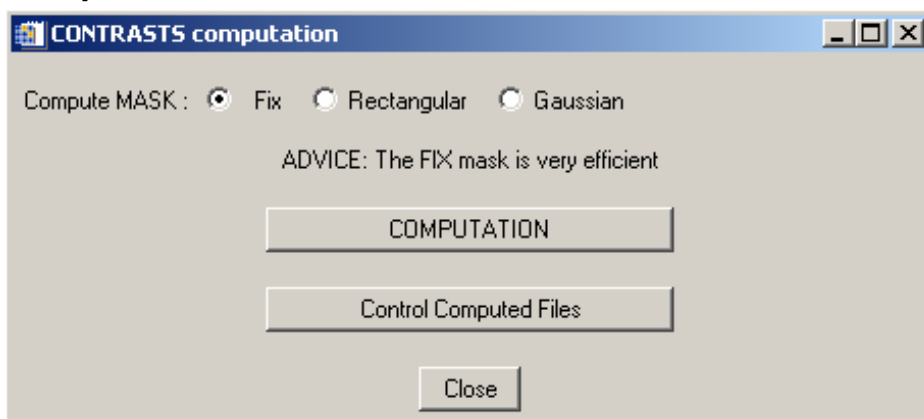 CONTRASTS computation
Compute MASK : Fix Rectangular Gaussian
ADVICE: The FIX mask is very efficient
COMPUTATION
Control Computed Files
Close